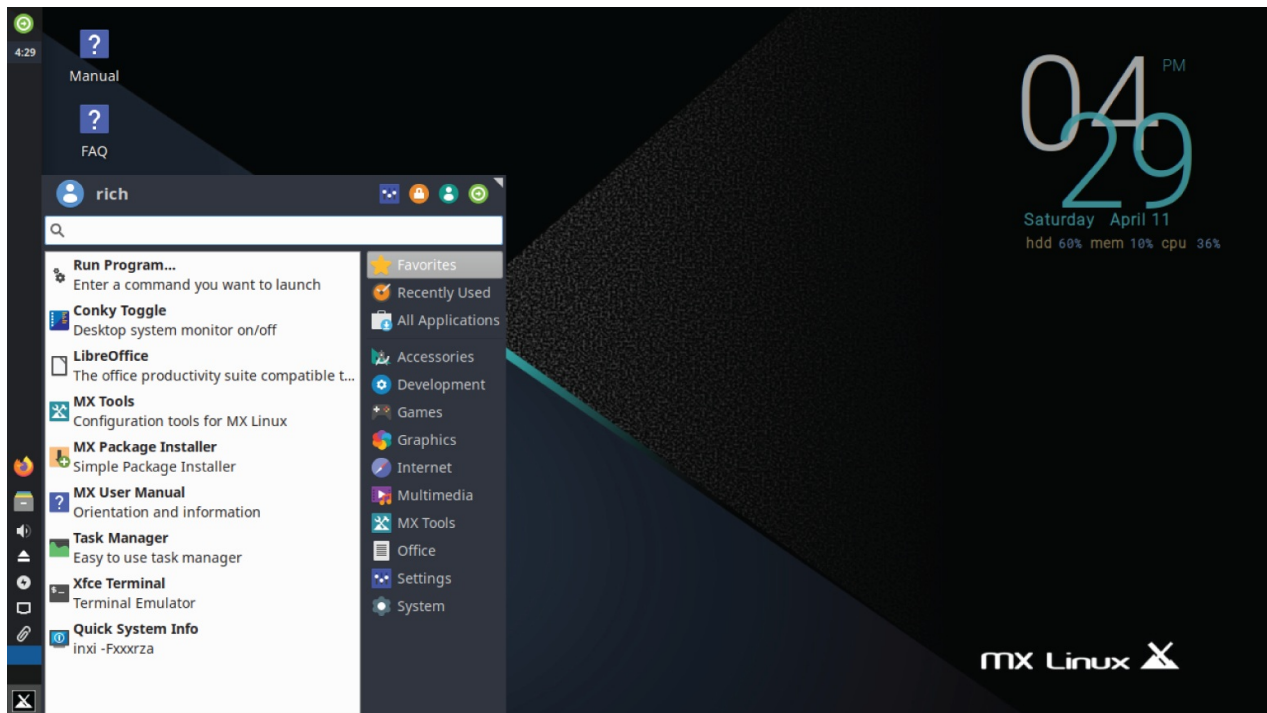 4:29
Manual
FAQ
04 PM
29
Saturday April 11
hdd 60% mem 10% cpu 36%
rich
Run Program...
Enter a command you want to launch
Conky Toggle
Desktop system monitor on/off
LibreOffice
The office productivity suite compatible t...
MX Tools
Configuration tools for MX Linux
MX Package Installer
Simple Package Installer
MX User Manual
Orientation and information
Task Manager
Easy to use task manager
Xfce Terminal
Terminal Emulator
Quick System Info
inxi -Fxxxrza
Favorites
Recently Used
All Applications
Accessories
Development
Games
Graphics
Internet
Multimedia
MX Tools
Office
Settings
System
MX Linux